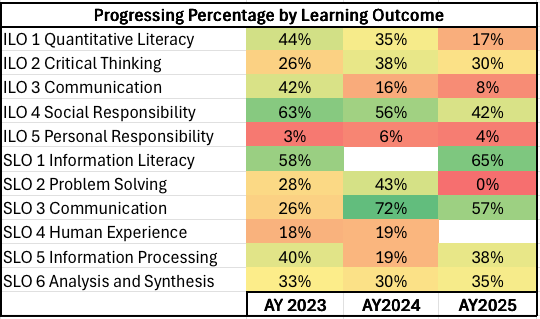 Progressing Percentage by Learning Outcome
ILO 1 Quantitative Literacy 44% 35% 17%
ILO 2 Critical Thinking 26% 38% 30%
ILO 3 Communication 42% 16% 8%
ILO 4 Social Responsibility 63% 56% 42%
ILO 5 Personal Responsibility 3% 6% 4%
SLO 1 Information Literacy 58% 65%
SLO 2 Problem Solving 28% 43% 0%
SLO 3 Communication 26% 72% 57%
SLO 4 Human Experience 18% 19%
SLO 5 Information Processing 40% 19% 38%
SLO 6 Analysis and Synthesis 33% 30% 35%
AY 2023 AY2024 AY2025